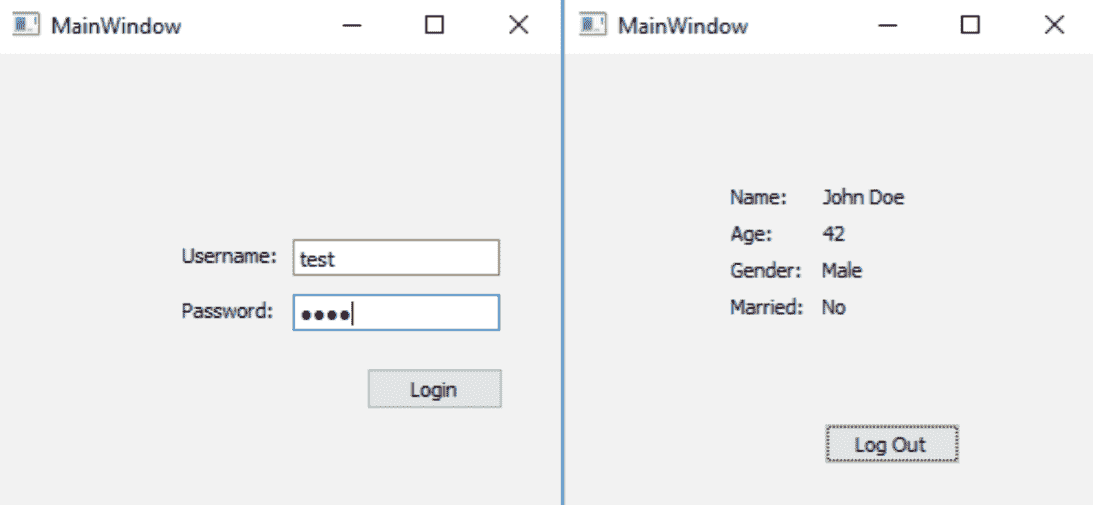 MainWindow
Username: test
Password: ••••
Login
MainWindow
Name: John Doe
Age: 42
Gender: Male
Married: No
Log Out